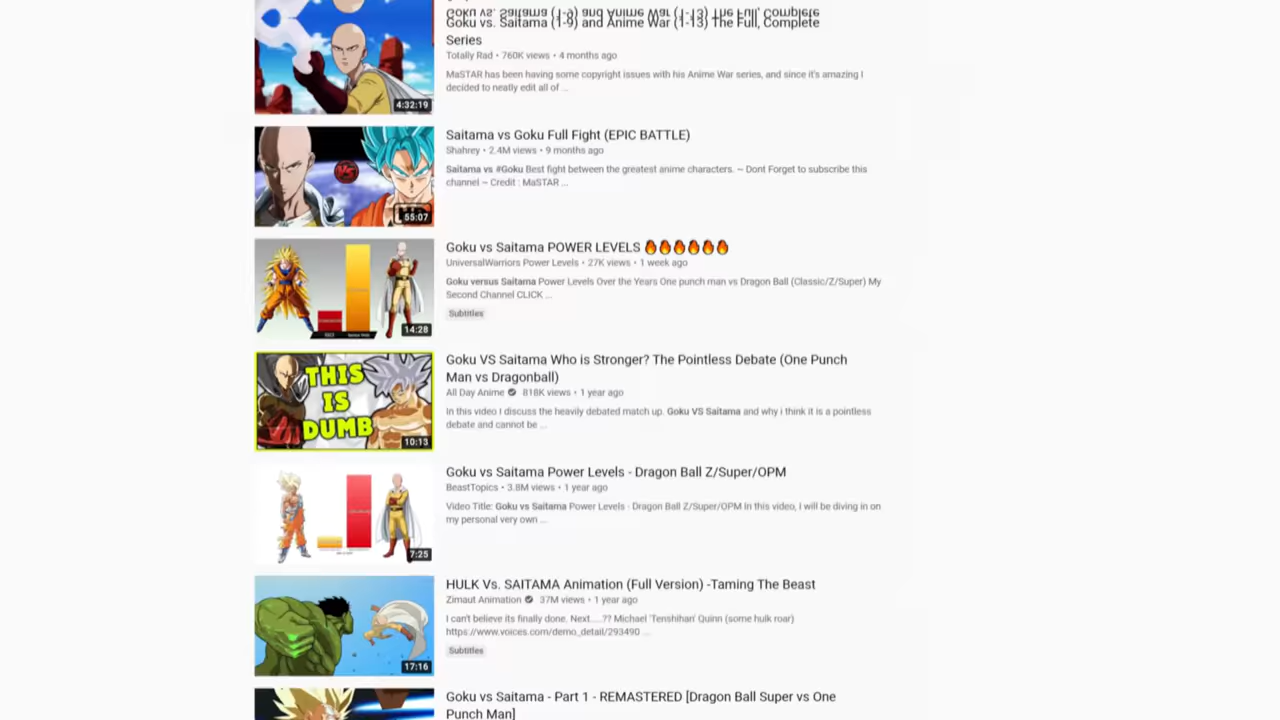 Goku vs. Saitama (1-9) and Anime War (1-13) The Full, Complete
Series
Totally Rad • 760K views • 4 months ago
MaSTAR has been having some copyright issues with his Anime War series, and since it's amazing I
decided to neatly edit all of ...
4:32:19
Saitama vs Goku Full Fight (EPIC BATTLE)
Shahrey • 2.4M views • 9 months ago
Saitama vs #Goku Best fight between the greatest anime characters. ~ Dont Forget to subscribe this
channel ~ Credit : MaSTAR ...
VS
55:07
Goku vs Saitama POWER LEVELS 🔥🔥🔥🔥🔥🔥
UniversalWarriors Power Levels • 27K views • 1 week ago
Goku versus Saitama Power Levels Over the Years One punch man vs Dragon Ball (Classic/Z/Super) My
Second Channel CLICK ...
Subtitles
14:28
Goku VS Saitama Who is Stronger? The Pointless Debate (One Punch
Man vs Dragonball)
All Day Anime 818K views • 1 year ago
In this video I discuss the heavily debated match up. Goku VS Saitama and why i think it is a pointless
debate and cannot be ...
THIS
IS
DUMB
10:13
Goku vs Saitama Power Levels - Dragon Ball Z/Super/OPM
BeastTopics • 3.8M views • 1 year ago
Video Title: Goku vs Saitama Power Levels - Dragon Ball Z/Super/OPM In this video, I will be diving in on
my personal very own ...
7:25
HULK Vs. SAITAMA Animation (Full Version) -Taming The Beast
Zimaut Animation 37M views • 1 year ago
I can't believe its finally done. Next.....?? Michael 'Tenshihan' Quinn (some hulk roar)
https://www.voices.com/demo_detail/293490 ...
Subtitles
17:16
Goku vs Saitama - Part 1 - REMASTERED [Dragon Ball Super vs One
Punch Man]